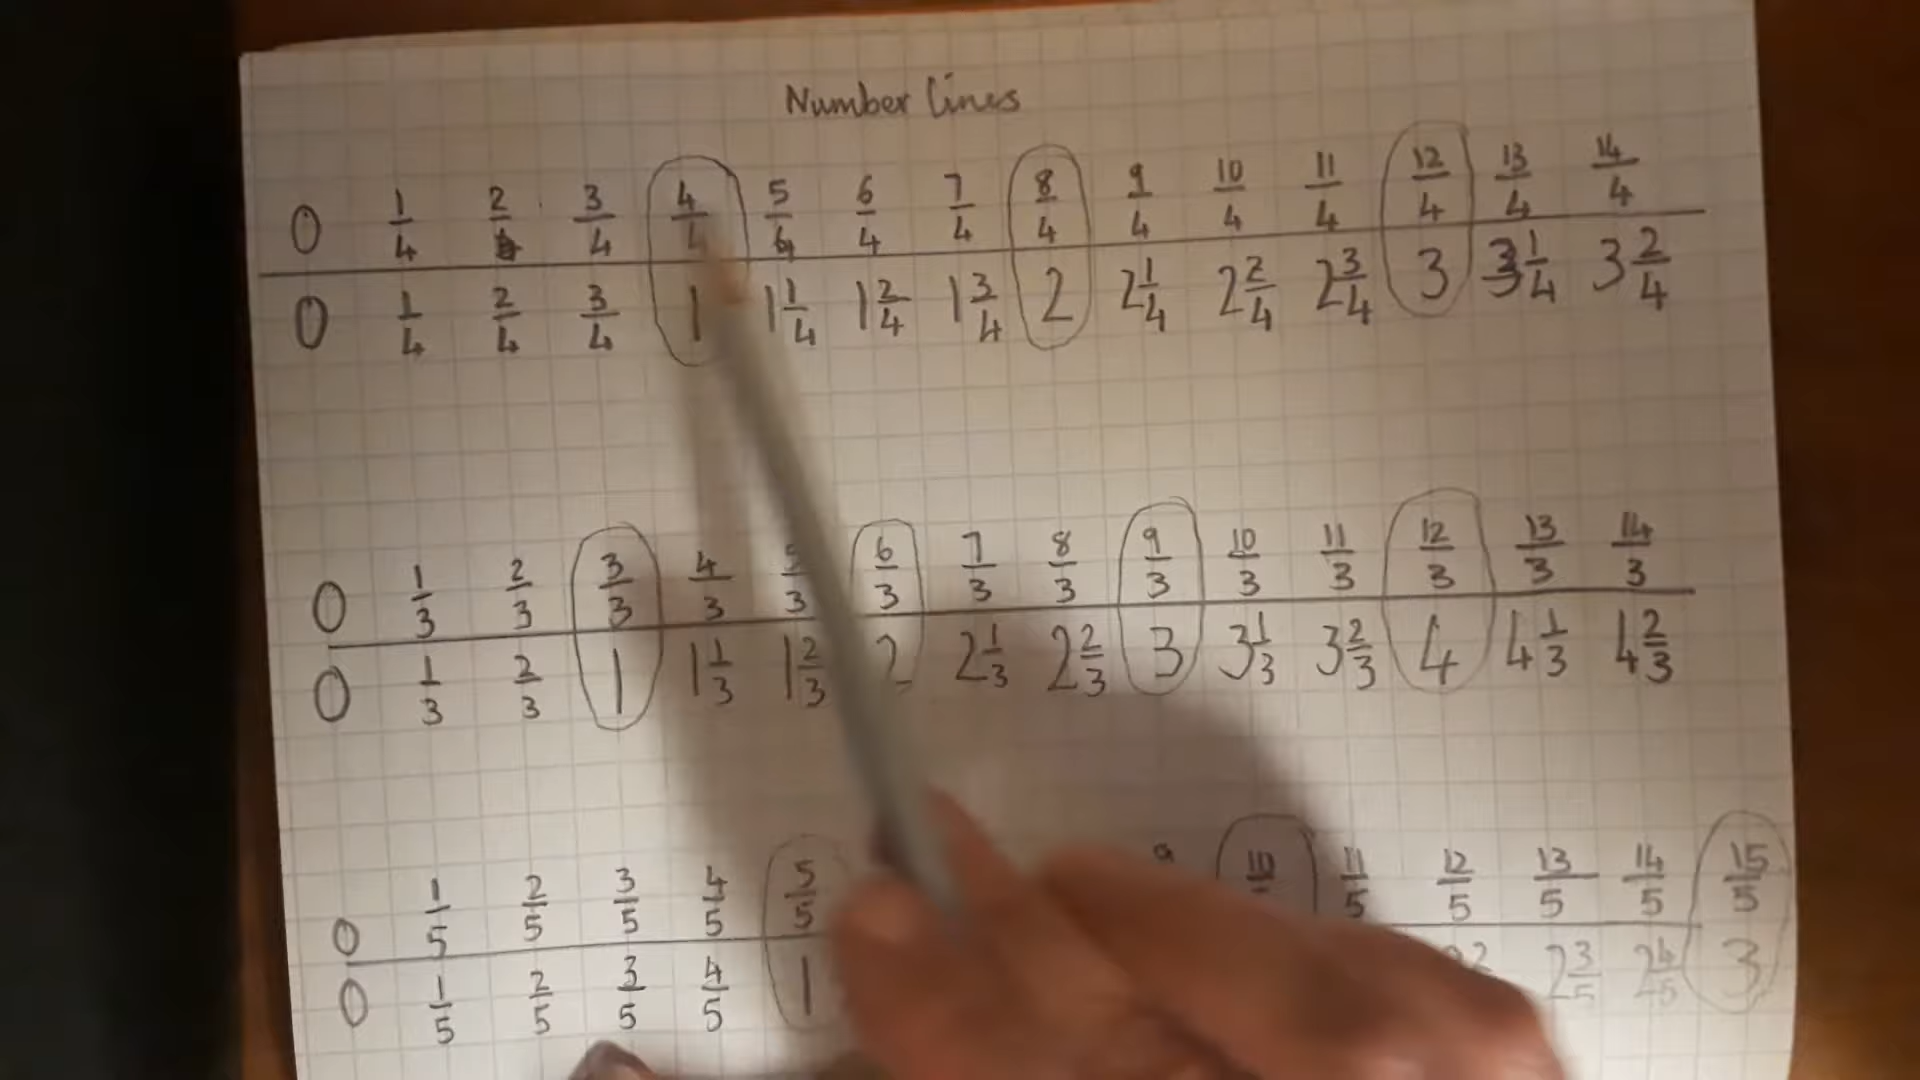 Number lines
0 1/4 2/4 3/4 4/4 5/4 6/4 7/4 8/4 9/4 10/4 11/4 12/4 13/4 14/4
0 1/4 2/4 3/4 1 1 1/4 1 2/4 1 3/4 2 2 1/4 2 2/4 2 3/4 3 3 1/4 3 2/4
0 1/3 2/3 3/3 4/3 5/3 6/3 7/3 8/3 9/3 10/3 11/3 12/3 13/3 14/3
0 1/3 2/3 1 1 1/3 1 2/3 2 2 1/3 2 2/3 3 3 1/3 3 2/3 4 4 1/3 4 2/3
0 1/5 2/5 3/5 4/5 5/5 9 10 11/5 12/5 13/5 14/5 15/5
0 1/5 2/5 3/5 4/5 1 2 3/5 2 4/5 3